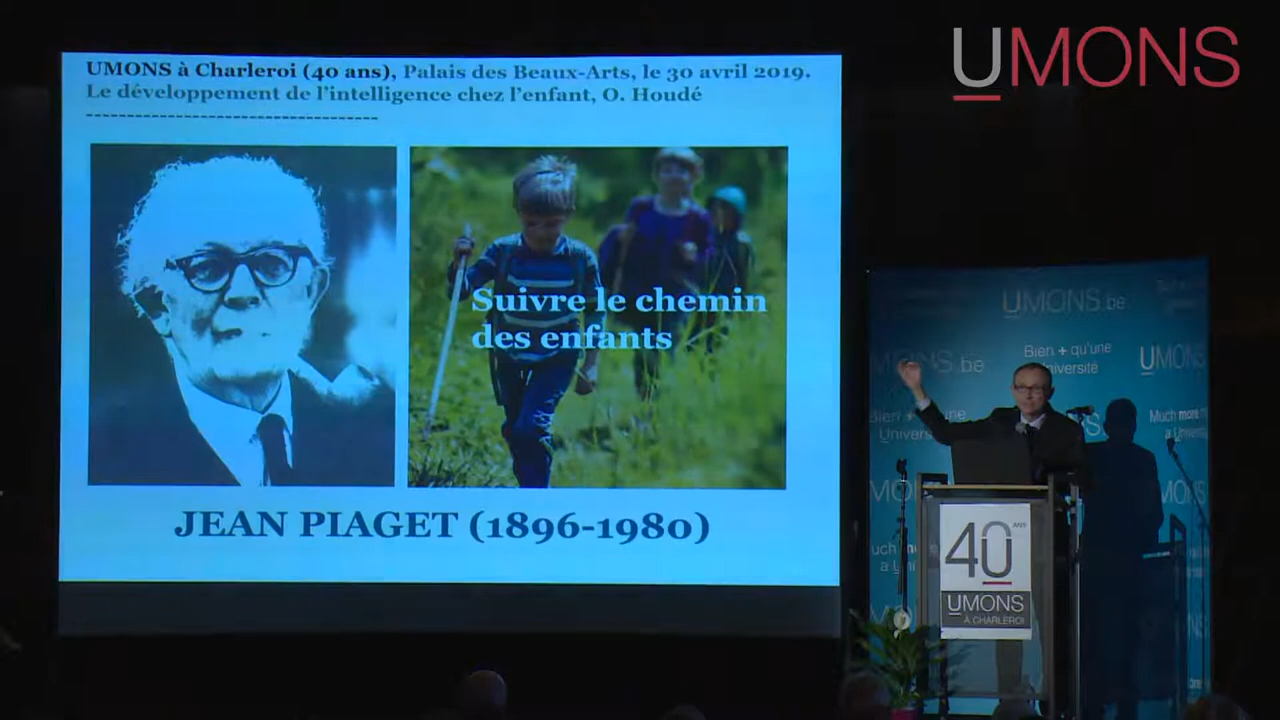 UMONS
UMONS à Charleroi (40 ans), Palais des Beaux-Arts, le 30 avril 2019.
Le développement de l'intelligence chez l'enfant, O. Houdé
-----------------------------------
Suivre le chemin
des enfants
JEAN PIAGET (1896-1980)
UMONS.be
Bien + qu'une
université
UMONS
Much more
a Univers
40 ANS
UMONS
À CHARLEROI